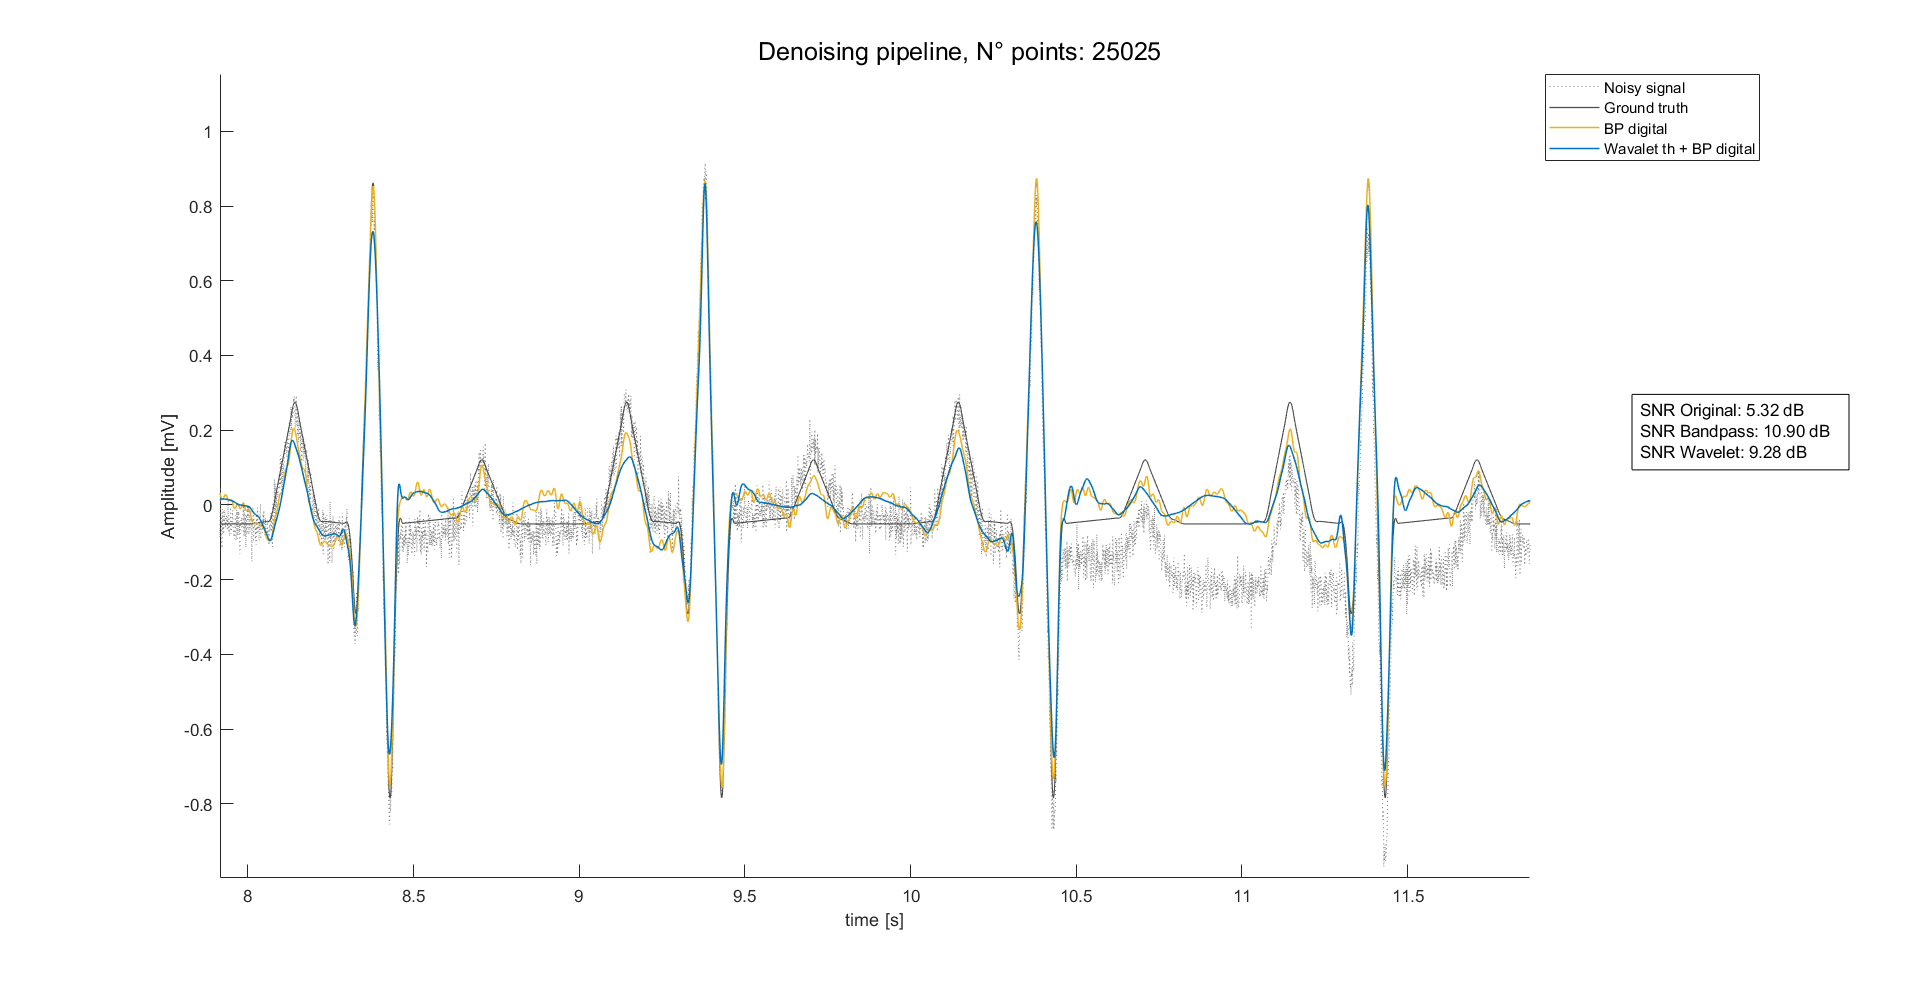 Denoising pipeline, N° points: 25025
Noisy signal
Ground truth
BP digital
Wavalet th + BP digital
1
0.8
0.6
0.4
0.2
0
-0.2
-0.4
-0.6
-0.8
Amplitude [mV]
SNR Original: 5.32 dB
SNR Bandpass: 10.90 dB
SNR Wavelet: 9.28 dB
8
8.5
9
9.5
10
10.5
11
11.5
time [s]